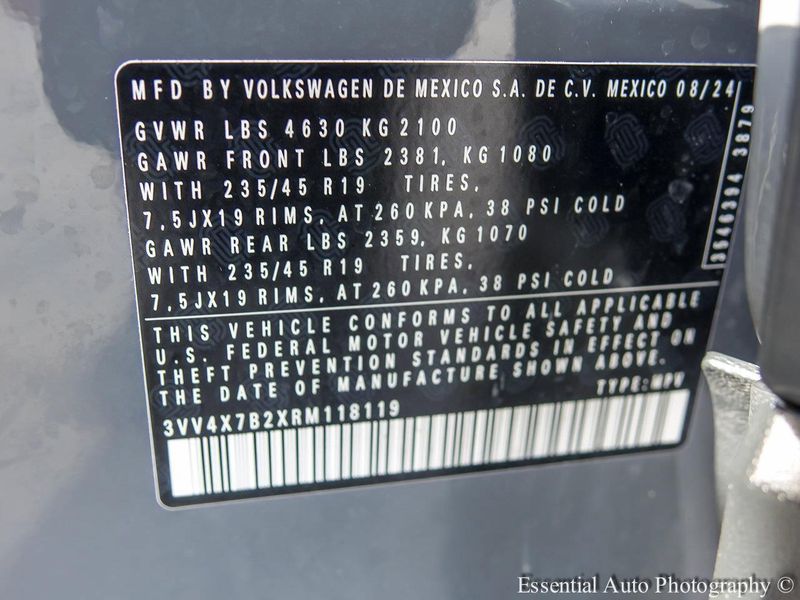 MFD BY VOLKSWAGEN DE MEXICO S.A. DE C.V. MEXICO 08/24
GVWR LBS 4630 KG 2100
GAWR FRONT LBS 2381, KG 1080
WITH 235/45 R19 TIRES,
7,5JX19 RIMS, AT 260 KPA, 38 PSI COLD
GAWR REAR LBS 2359, KG 1070
WITH 235/45 R19 TIRES,
7,5JX19 RIMS, AT 260 KPA, 38 PSI COLD
36446394 3879
THIS VEHICLE CONFORMS TO ALL APPLICABLE
U.S. FEDERAL MOTOR VEHICLE SAFETY AND
THEFT PREVENTION STANDARDS IN EFFECT ON
THE DATE OF MANUFACTURE SHOWN ABOVE.
TYPE:MPV
3VV4X7B2XRM118119
Essential Auto Photography ©